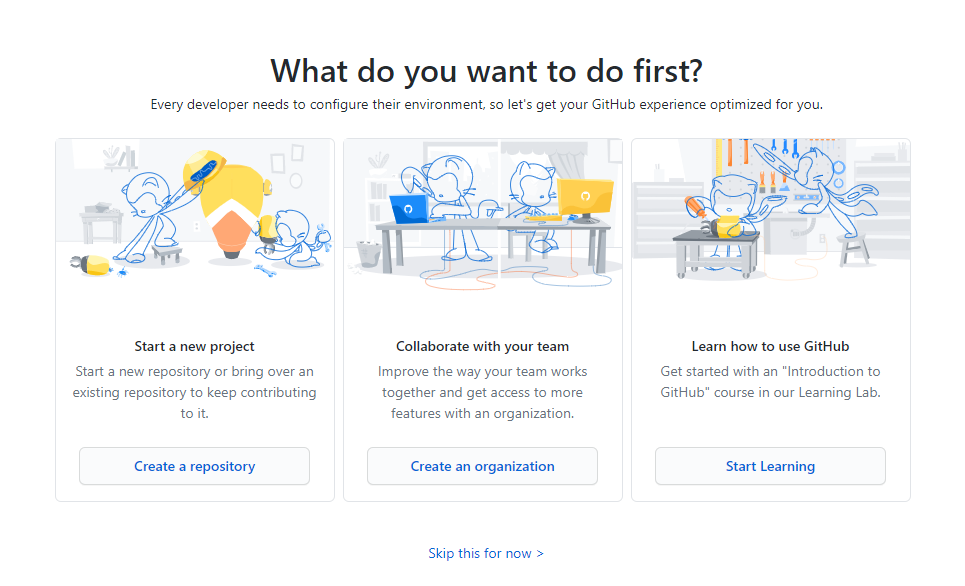 What do you want to do first?
Every developer needs to configure their environment, so let's get your GitHub experience optimized for you.
Start a new project
Start a new repository or bring over an
existing repository to keep contributing
to it.
Create a repository
Collaborate with your team
Improve the way your team works
together and get access to more
features with an organization.
Create an organization
Learn how to use GitHub
Get started with an "Introduction to
GitHub" course in our Learning Lab.
Start Learning
Skip this for now >